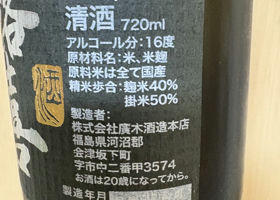 清酒 720ml
アルコール分：16度
原材料名：米、米麹
原料米は全て国産
精米歩合：麹米40%
掛米50%
製造者：
株式会社廣木酒造本店
福島県河沼郡
会津坂下町
字市中二番甲3574
お酒は20歳になってから。
製造年月